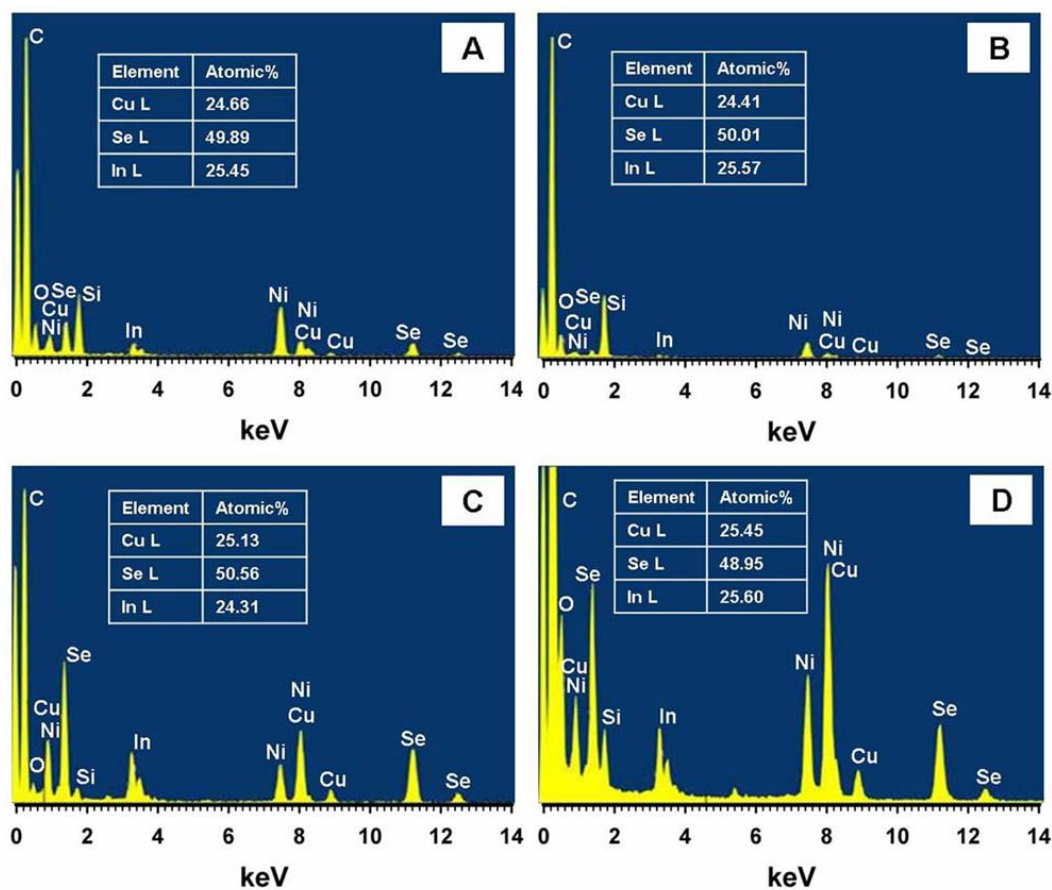 A
C
Element Atomic%
Cu L 24.66
Se L 49.89
In L 25.45
O Se Si
Cu
Ni
In
Ni
Ni
Cu Cu
Se Se
0 2 4 6 8 10 12 14
keV
B
C
Element Atomic%
Cu L 24.41
Se L 50.01
In L 25.57
O Se Si
Cu
Ni
In
Ni
Ni
Cu Cu
Se Se
0 2 4 6 8 10 12 14
keV
C
C
Element Atomic%
Cu L 25.13
Se L 50.56
In L 24.31
Se
Cu
Ni
O Si
In
Ni
Ni
Cu
Cu
Se Se
0 2 4 6 8 10 12 14
keV
D
C
Element Atomic%
Cu L 25.45
Se L 48.95
In L 25.60
O Se
Cu
Ni
Si
In
Ni
Ni
Cu
Cu
Se
Se
0 2 4 6 8 10 12 14
keV